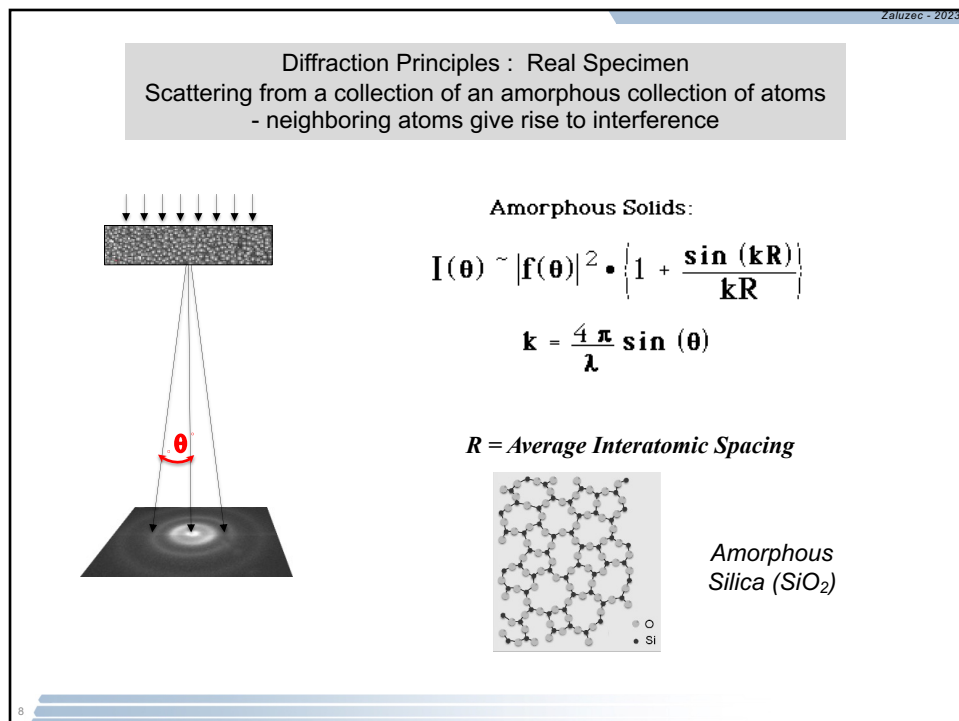 Zaluzec - 2023
Diffraction Principles : Real Specimen
Scattering from a collection of an amorphous collection of atoms
- neighboring atoms give rise to interference
Amorphous Solids:
I(θ) ~ |f(θ)|² • {1 + sin (kR) / kR}
k = 4 π / λ sin (θ)
θ
R = Average Interatomic Spacing
Amorphous
Silica (SiO₂)
O
Si
8